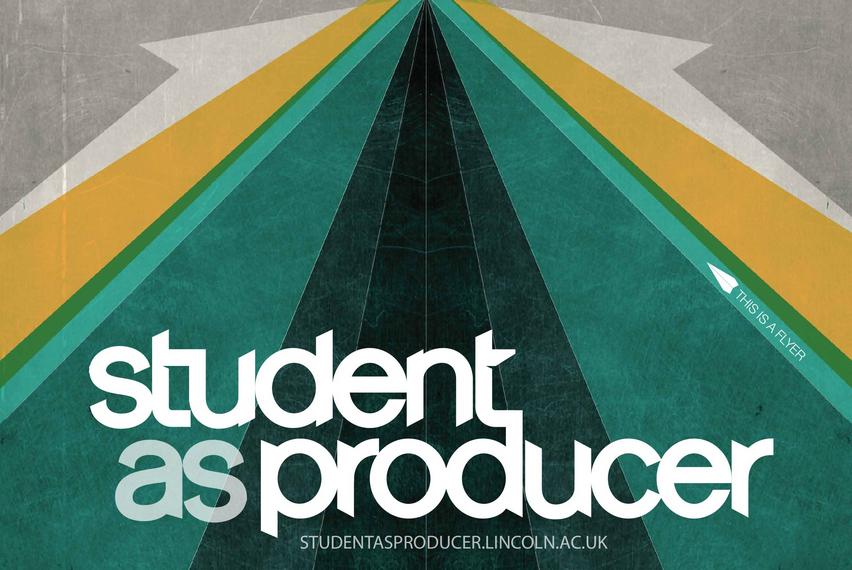 THIS IS A FLYER
student
as producer
STUDENTASPRODUCER.LINCOLN.AC.UK